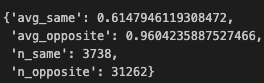 {'avg_same': 0.6147946119308472,
 'avg_opposite': 0.9604235887527466,
 'n_same': 3738,
 'n_opposite': 31262}